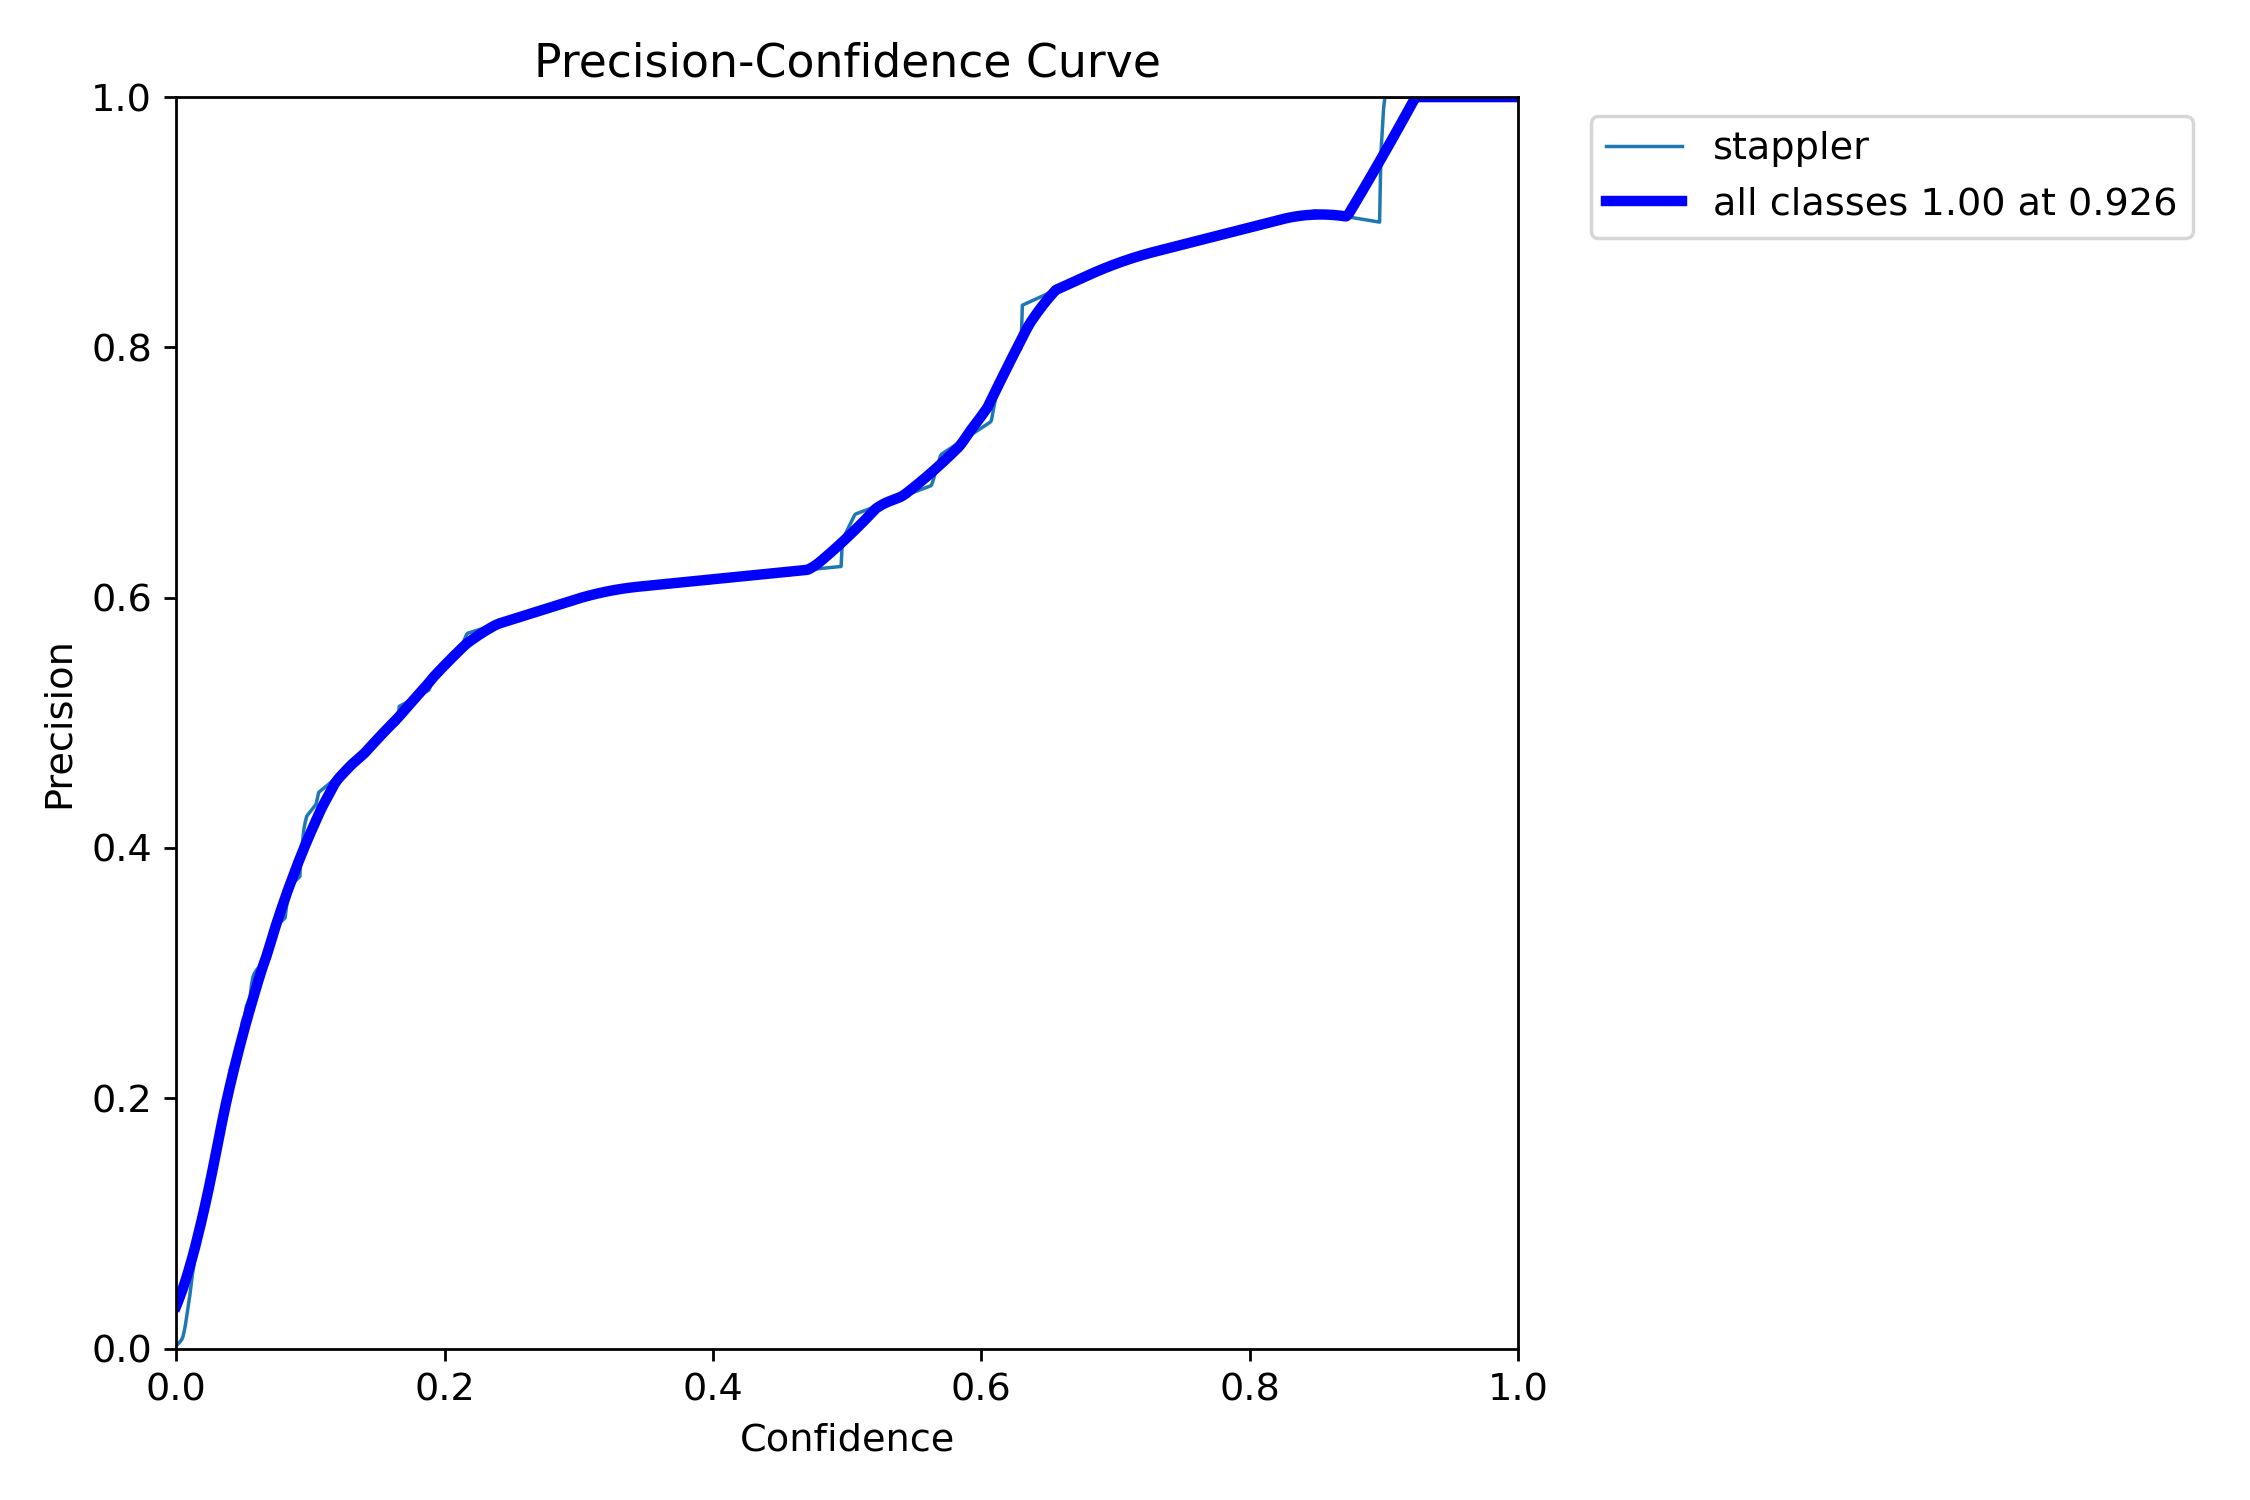 Precision-Confidence Curve
1.0
0.8
0.6
0.4
0.2
0.0
Precision
0.0 0.2 0.4 0.6 0.8 1.0
Confidence
stappler
all classes 1.00 at 0.926